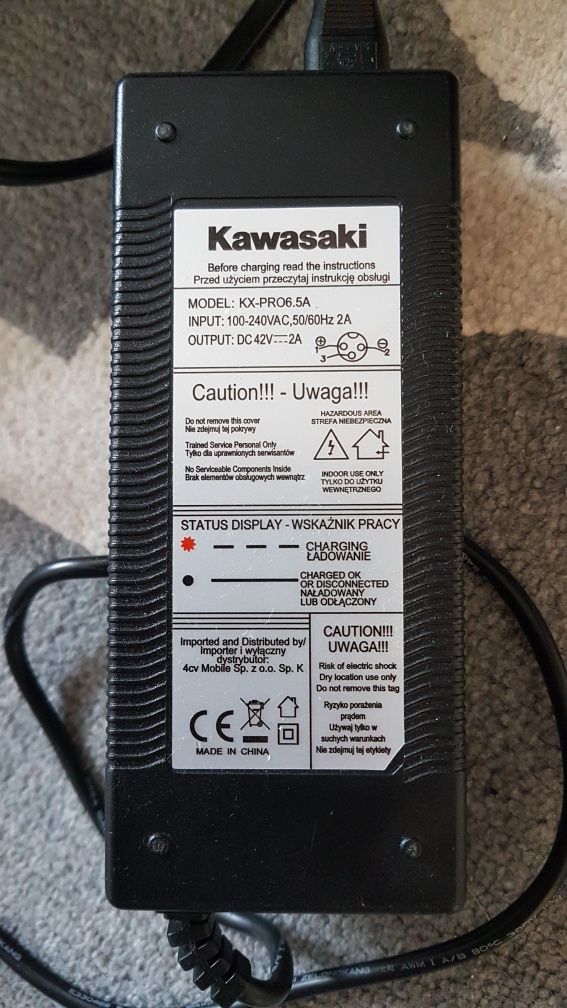 Kawasaki
Before charging read the instructions
Przed użyciem przeczytaj instrukcję obsługi
MODEL: KX-PRO6.5A
INPUT: 100-240VAC,50/60Hz 2A
OUTPUT: DC 42V⎓2A
1 2
3
Caution!!! - Uwaga!!!
Do not remove this cover
Nie zdejmuj tej pokrywy
Trained Service Personal Only
Tylko dla uprawnionych serwisantów
No Serviceable Components Inside
Brak elementów obsługowych wewnątrz
HAZARDOUS AREA
STREFA NIEBEZPIECZNA
INDOOR USE ONLY
TYLKO DO UŻYTKU
WEWNĘTRZNEGO
STATUS DISPLAY - WSKAŹNIK PRACY
CHARGING
ŁADOWANIE
CHARGED OK
OR DISCONNECTED
NAŁADOWANY
LUB ODŁĄCZONY
Imported and Distributed by/
Importer i wyłączny
dystrybutor:
4cv Mobile Sp. z o.o. Sp. K
CE
MADE IN CHINA
CAUTION!!!
UWAGA!!!
Risk of electric shock
Dry location use only
Do not remove this tag
Ryzyko porażenia
prądem
Używaj tylko w
suchych warunkach
Nie zdejmuj tej etykiety
AWM I A/B 80°C